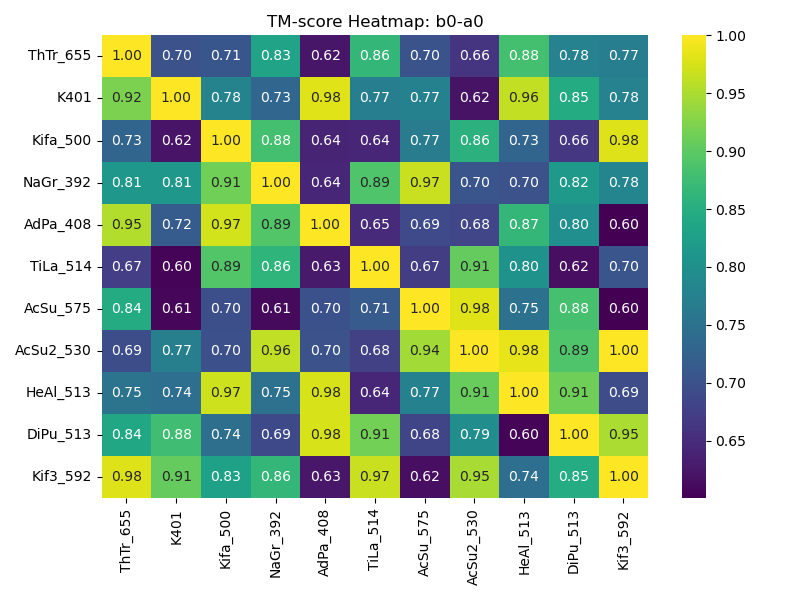 TM-score Heatmap: b0-a0
ThTr_655 1.00 0.70 0.71 0.83 0.62 0.86 0.70 0.66 0.88 0.78 0.77
K401 0.92 1.00 0.78 0.73 0.98 0.77 0.77 0.62 0.96 0.85 0.78
Kifa_500 0.73 0.62 1.00 0.88 0.64 0.64 0.77 0.86 0.73 0.66 0.98
NaGr_392 0.81 0.81 0.91 1.00 0.64 0.89 0.97 0.70 0.70 0.82 0.78
AdPa_408 0.95 0.72 0.97 0.89 1.00 0.65 0.69 0.68 0.87 0.80 0.60
TiLa_514 0.67 0.60 0.89 0.86 0.63 1.00 0.67 0.91 0.80 0.62 0.70
AcSu_575 0.84 0.61 0.70 0.61 0.70 0.71 1.00 0.98 0.75 0.88 0.60
AcSu2_530 0.69 0.77 0.70 0.96 0.70 0.68 0.94 1.00 0.98 0.89 1.00
HeAl_513 0.75 0.74 0.97 0.75 0.98 0.64 0.77 0.91 1.00 0.91 0.69
DiPu_513 0.84 0.88 0.74 0.69 0.98 0.91 0.68 0.79 0.60 1.00 0.95
Kif3_592 0.98 0.91 0.83 0.86 0.63 0.97 0.62 0.95 0.74 0.85 1.00
ThTr_655 K401 Kifa_500 NaGr_392 AdPa_408 TiLa_514 AcSu_575 AcSu2_530 HeAl_513 DiPu_513 Kif3_592
1.00
0.95
0.90
0.85
0.80
0.75
0.70
0.65